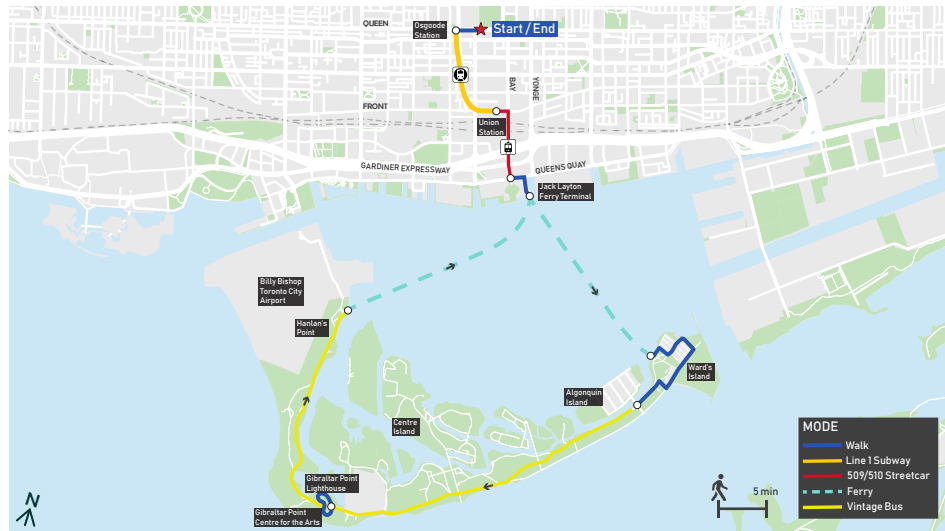 QUEEN
Osgoode
Station
Start / End
BAY
YONGE
FRONT
Union
Station
GARDINER EXPRESSWAY
QUEENS QUAY
Jack Layton
Ferry Terminal
Billy Bishop
Toronto City
Airport
Hanlan's
Point
Ward's
Island
Algonquin
Island
Centre
Island
Gibraltar Point
Lighthouse
Gibraltar Point
Centre for the Arts
N
5 min
MODE
Walk
Line 1 Subway
509/510 Streetcar
Ferry
Vintage Bus